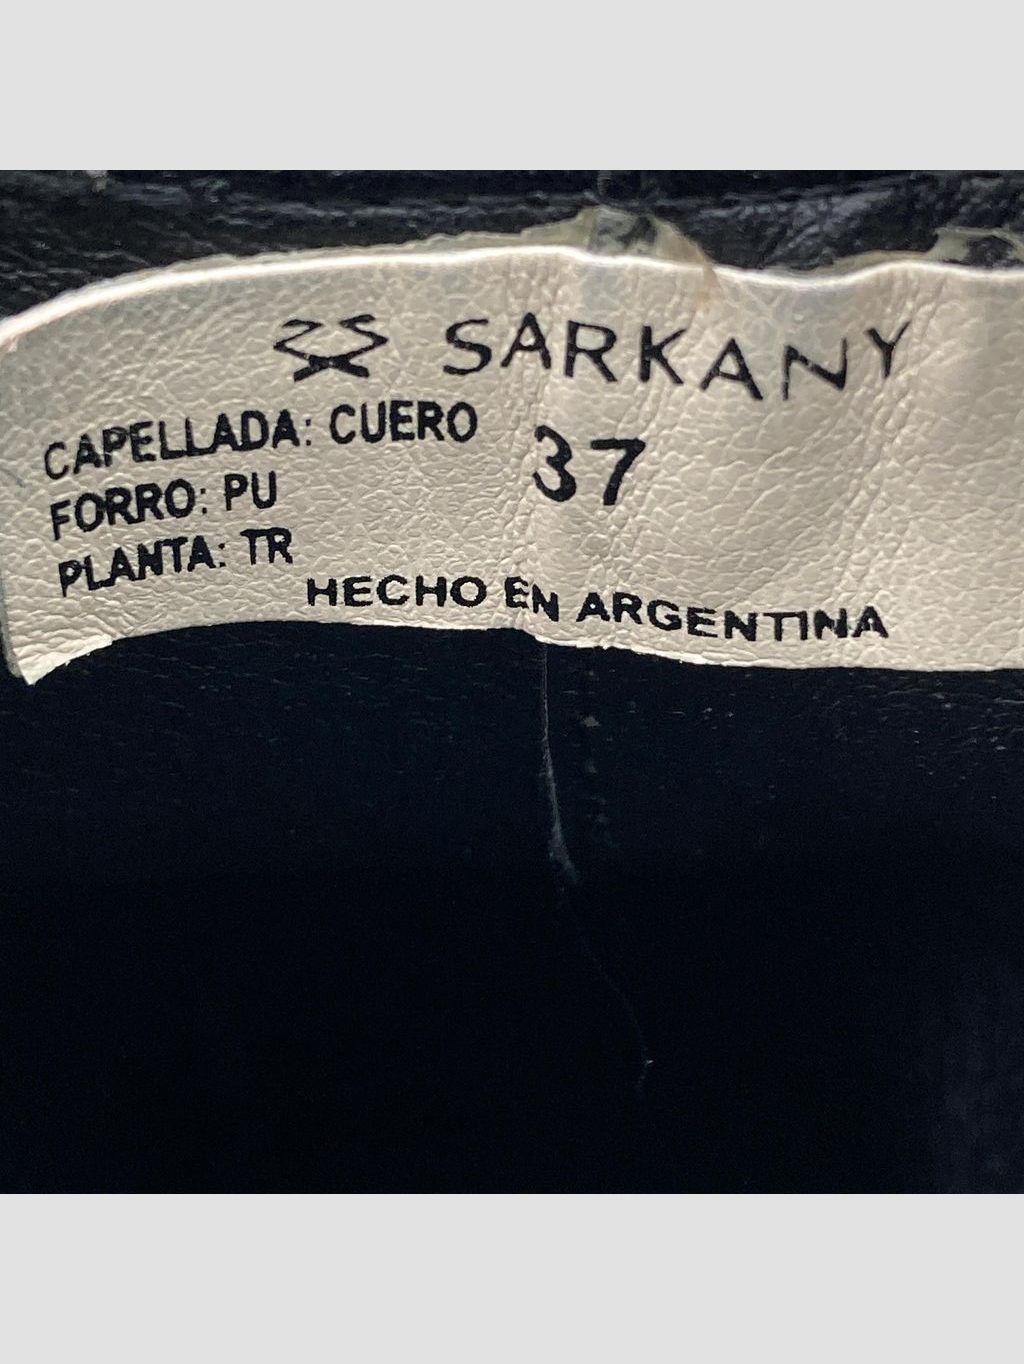 SARKANY
CAPELLADA: CUERO
37
FORRO: PU
PLANTA: TR
HECHO EN ARGENTINA